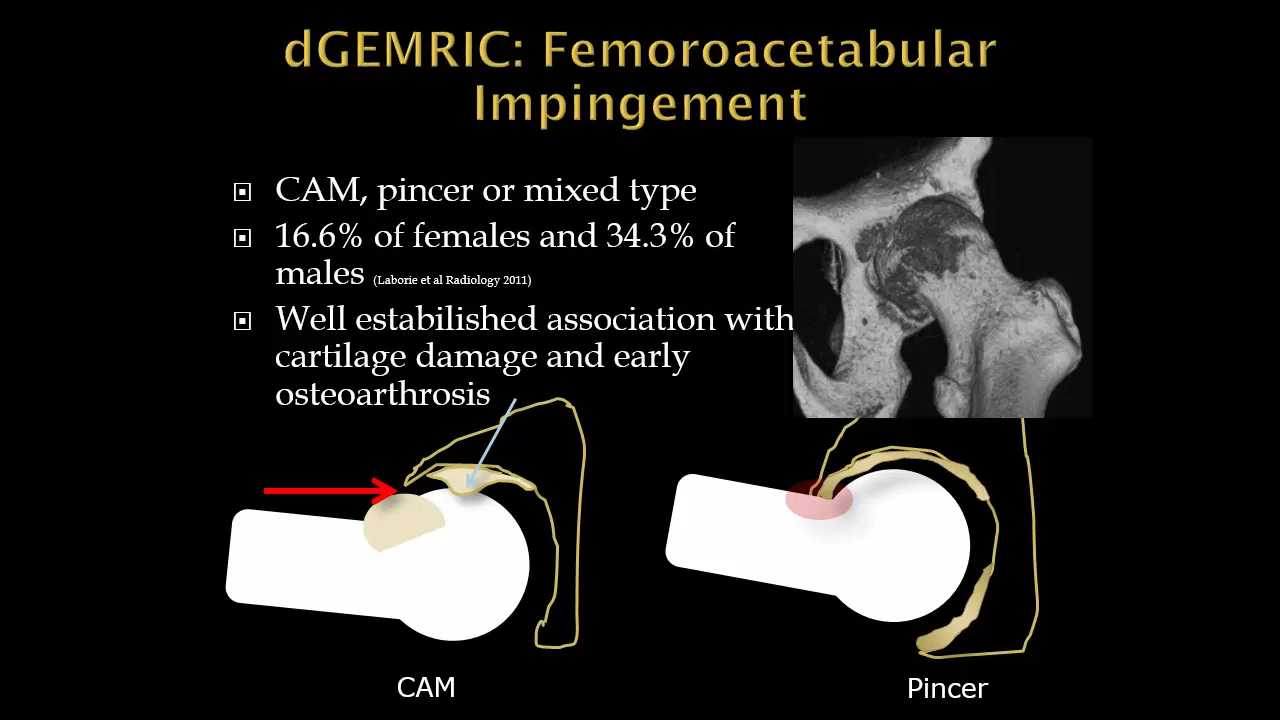 dGEMRIC: Femoroacetabular
Impingement
CAM, pincer or mixed type
16.6% of females and 34.3% of
males (Laborie et al Radiology 2011)
Well estabilished association with
cartilage damage and early
osteoarthrosis
CAM
Pincer